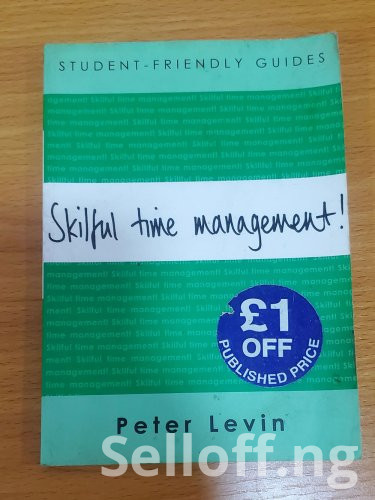 STUDENT-FRIENDLY GUIDES
Skilful time management!
£1
OFF
PUBLISHED PRICE
Peter Levin
Selloff.ng